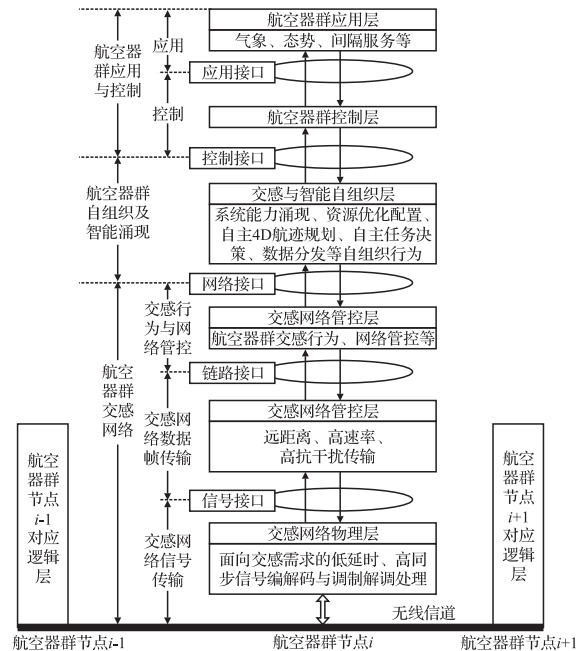 航空器群应用层
气象、态势、间隔服务等
应用接口
航空器群控制层
控制接口
交感与智能自组织层
系统能力涌现、资源优化配置、
自主4D航迹规划、自主任务决
策、数据分发等自组织行为
网络接口
交感网络管控层
航空器群交感行为、网络管控等
链路接口
交感网络管控层
远距离、高速率、
高抗干扰传输
信号接口
交感网络物理层
面向交感需求的低延时、高同
步信号编解码与调制解调处理
无线信道
航空器
群应用
与控制
应用
控制
航空器群
自组织及
智能涌现
航空
器群
交感
网络
交感行
为与网
络管控
交感网
络数据
帧传输
交感网
络信号
传输
航空
器群
节点
i-1
对应
逻辑
层
航空
器群
节点
i+1
对应
逻辑
层
航空器群节点i-1
航空器群节点i
航空器群节点i+1